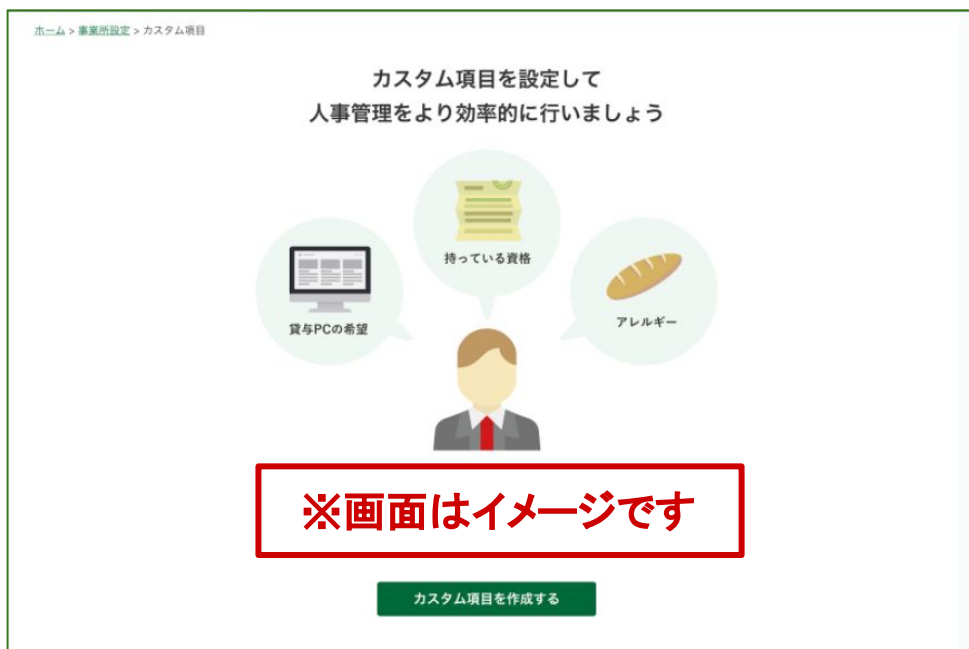 ホーム > 事業所設定 > カスタム項目
カスタム項目を設定して
人事管理をより効率的に行いましょう
持っている資格
貸与PCの希望
アレルギー
※画面はイメージです
カスタム項目を作成する